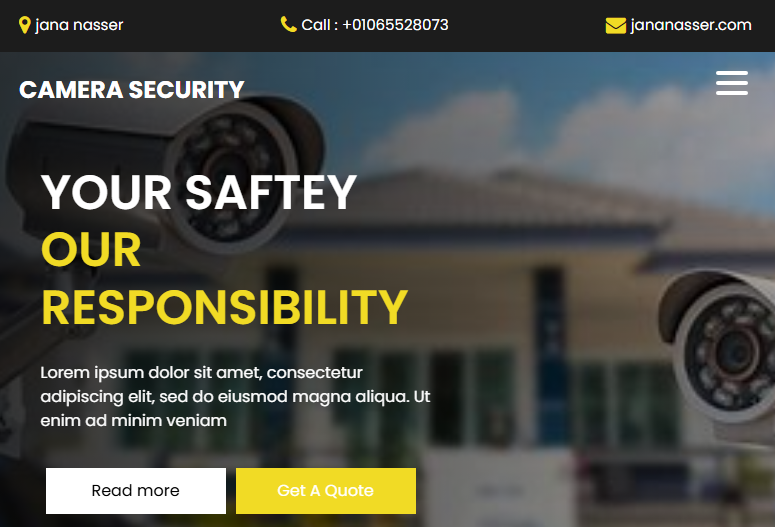 jana nasser
Call : +01065528073
jananasser.com
CAMERA SECURITY
YOUR SAFTEY
OUR
RESPONSIBILITY
Lorem ipsum dolor sit amet, consectetur
adipiscing elit, sed do eiusmod magna aliqua. Ut
enim ad minim veniam
Read more
Get A Quote